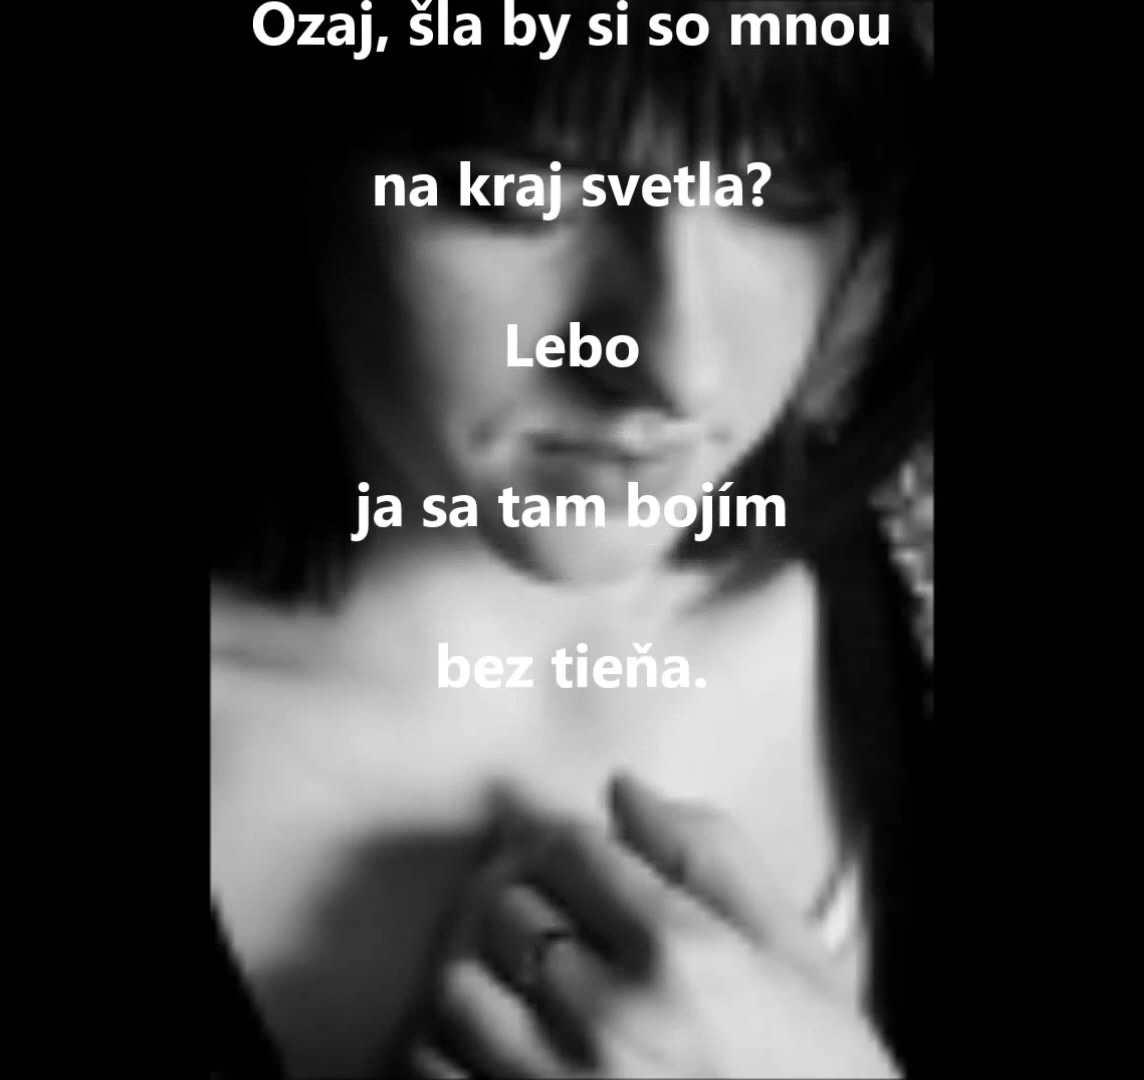 Ozaj, šla by si so mnou
na kraj svetla?
Lebo
ja sa tam bojím
bez tieňa.